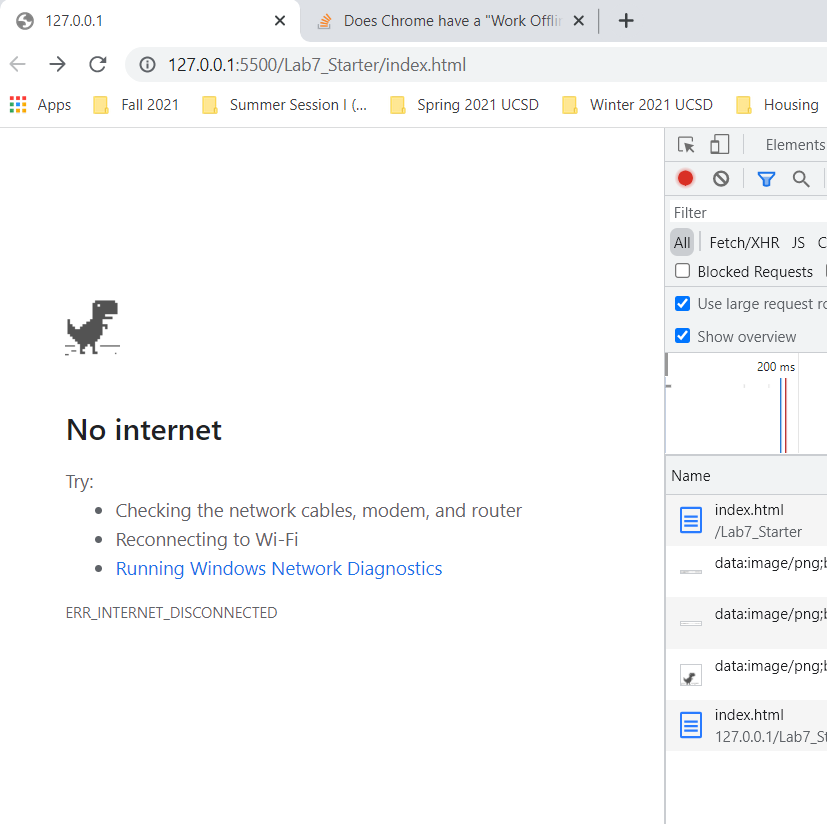 127.0.0.1
Does Chrome have a "Work Offlin
127.0.0.1:5500/Lab7_Starter/index.html
Apps Fall 2021 Summer Session I (... Spring 2021 UCSD Winter 2021 UCSD Housing
Elements
Filter
All Fetch/XHR JS C
Blocked Requests
Use large request ro
Show overview
200 ms
Name
index.html
/Lab7_Starter
data:image/png;b
data:image/png;b
data:image/png;b
index.html
127.0.0.1/Lab7_St
No internet
Try:
• Checking the network cables, modem, and router
• Reconnecting to Wi-Fi
• Running Windows Network Diagnostics
ERR_INTERNET_DISCONNECTED